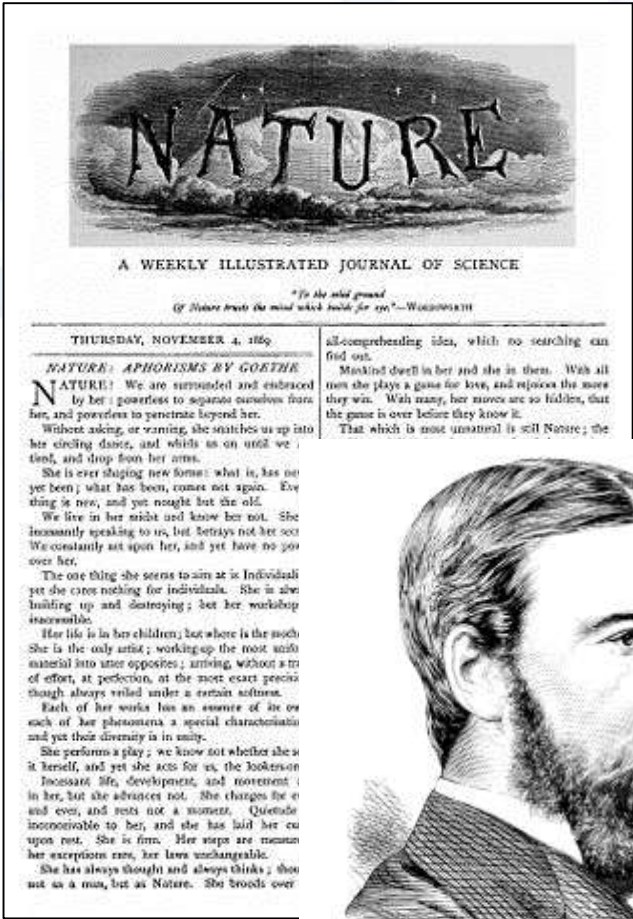 NATURE
A WEEKLY ILLUSTRATED JOURNAL OF SCIENCE
"To the solid ground
Of Nature trusts the mind which builds for aye."—WORDSWORTH
THURSDAY, NOVEMBER 4, 1869
NATURE: APHORISMS BY GOETHE
NATURE! We are surrounded and embraced
by her: powerless to separate ourselves from
her, and powerless to penetrate beyond her.
Without asking, or warning, she snatches us up into
her circling dance, and whirls us on until we
tired, and drop from her arms.
She is ever shaping new forms: what is, has
yet been; what has been, comes not again.
thing is new, and yet nought but the old.
We live in her midst and know her not. She
incessantly speaking to us, but betrays not her
We constantly act upon her, and yet have no
over her.
The one thing she seems to aim at is
yet she cares nothing for individuals. She is
building up and destroying; but her workshop
inaccessible.
Her life is in her children; but where is the
She is the only artist; working-up the most
material into utter opposites; arriving, without a
of effort, at perfection, at the most exact
though always veiled under a certain softness.
Each of her works has an essence of its
each of her phenomena a special
and yet their diversity is in unity.
She performs a play; we know not whether she
it herself, and yet she acts for us, the
Incessant life, development, and movement
in her, but she advances not. She changes for
and ever, and rests not a moment. Quietude
inconceivable to her, and she has laid her
upon rest. She is firm. Her steps are
her exceptions rare, her laws unchangeable.
She has always thought and always thinks;
not as a man, but as Nature. She broods over
all-comprehending idea, which no searching can
find out.
Mankind dwell in her and she in them. With all
men she plays a game for love, and rejoices the more
they win. With many, her moves are so hidden, that
the game is over before they know it.
That which is most unnatural is still Nature; the